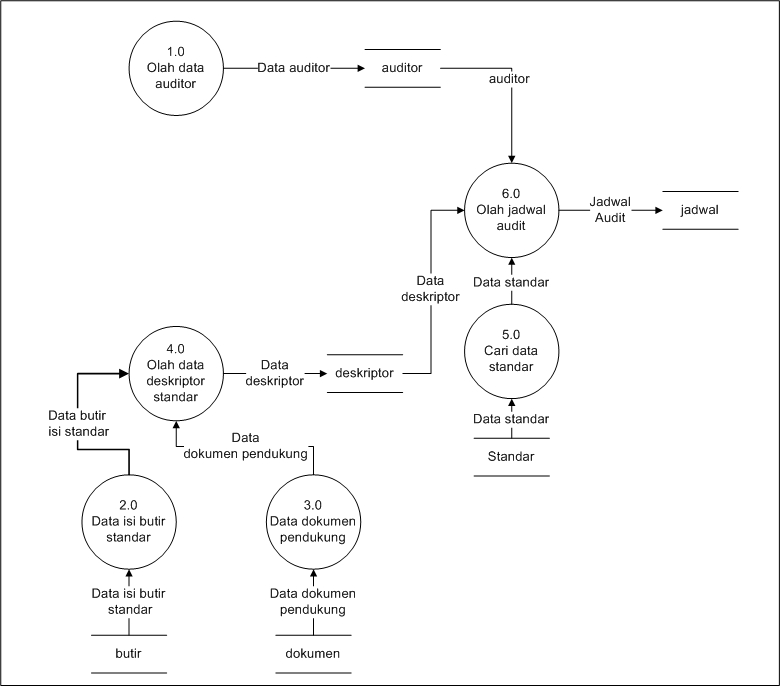 1.0
Olah data
auditor
Data auditor
auditor
auditor
6.0
Olah jadwal
audit
Jadwal
Audit
jadwal
Data
deskriptor
Data standar
5.0
Cari data
standar
4.0
Olah data
deskriptor
standar
Data
deskriptor
deskriptor
Data standar
Standar
Data butir
isi standar
Data
dokumen pendukung
2.0
Data isi butir
standar
3.0
Data dokumen
pendukung
Data isi butir
standar
Data dokumen
pendukung
butir
dokumen